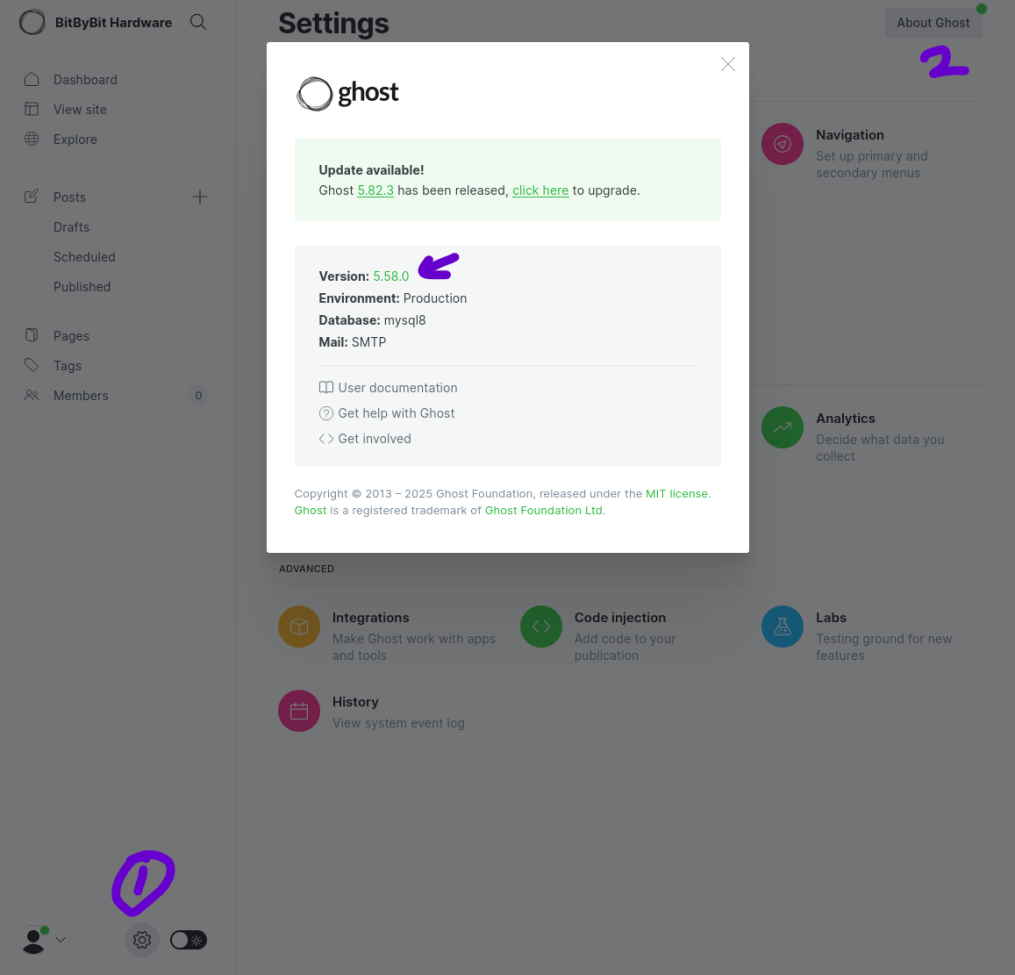 BitByBit Hardware
Dashboard
View site
Explore
Posts
Drafts
Scheduled
Published
Pages
Tags
Members 0
Settings
About Ghost
2
ghost
Update available!
Ghost 5.82.3 has been released, click here to upgrade.
Version: 5.58.0
Environment: Production
Database: mysql8
Mail: SMTP
User documentation
Get help with Ghost
Get involved
Copyright © 2013 – 2025 Ghost Foundation, released under the MIT license.
Ghost is a registered trademark of Ghost Foundation Ltd.
Navigation
Set up primary and
secondary menus
Analytics
Decide what data you
collect
ADVANCED
Integrations
Make Ghost work with apps
and tools
Code injection
Add code to your
publication
Labs
Testing ground for new
features
History
View system event log
1